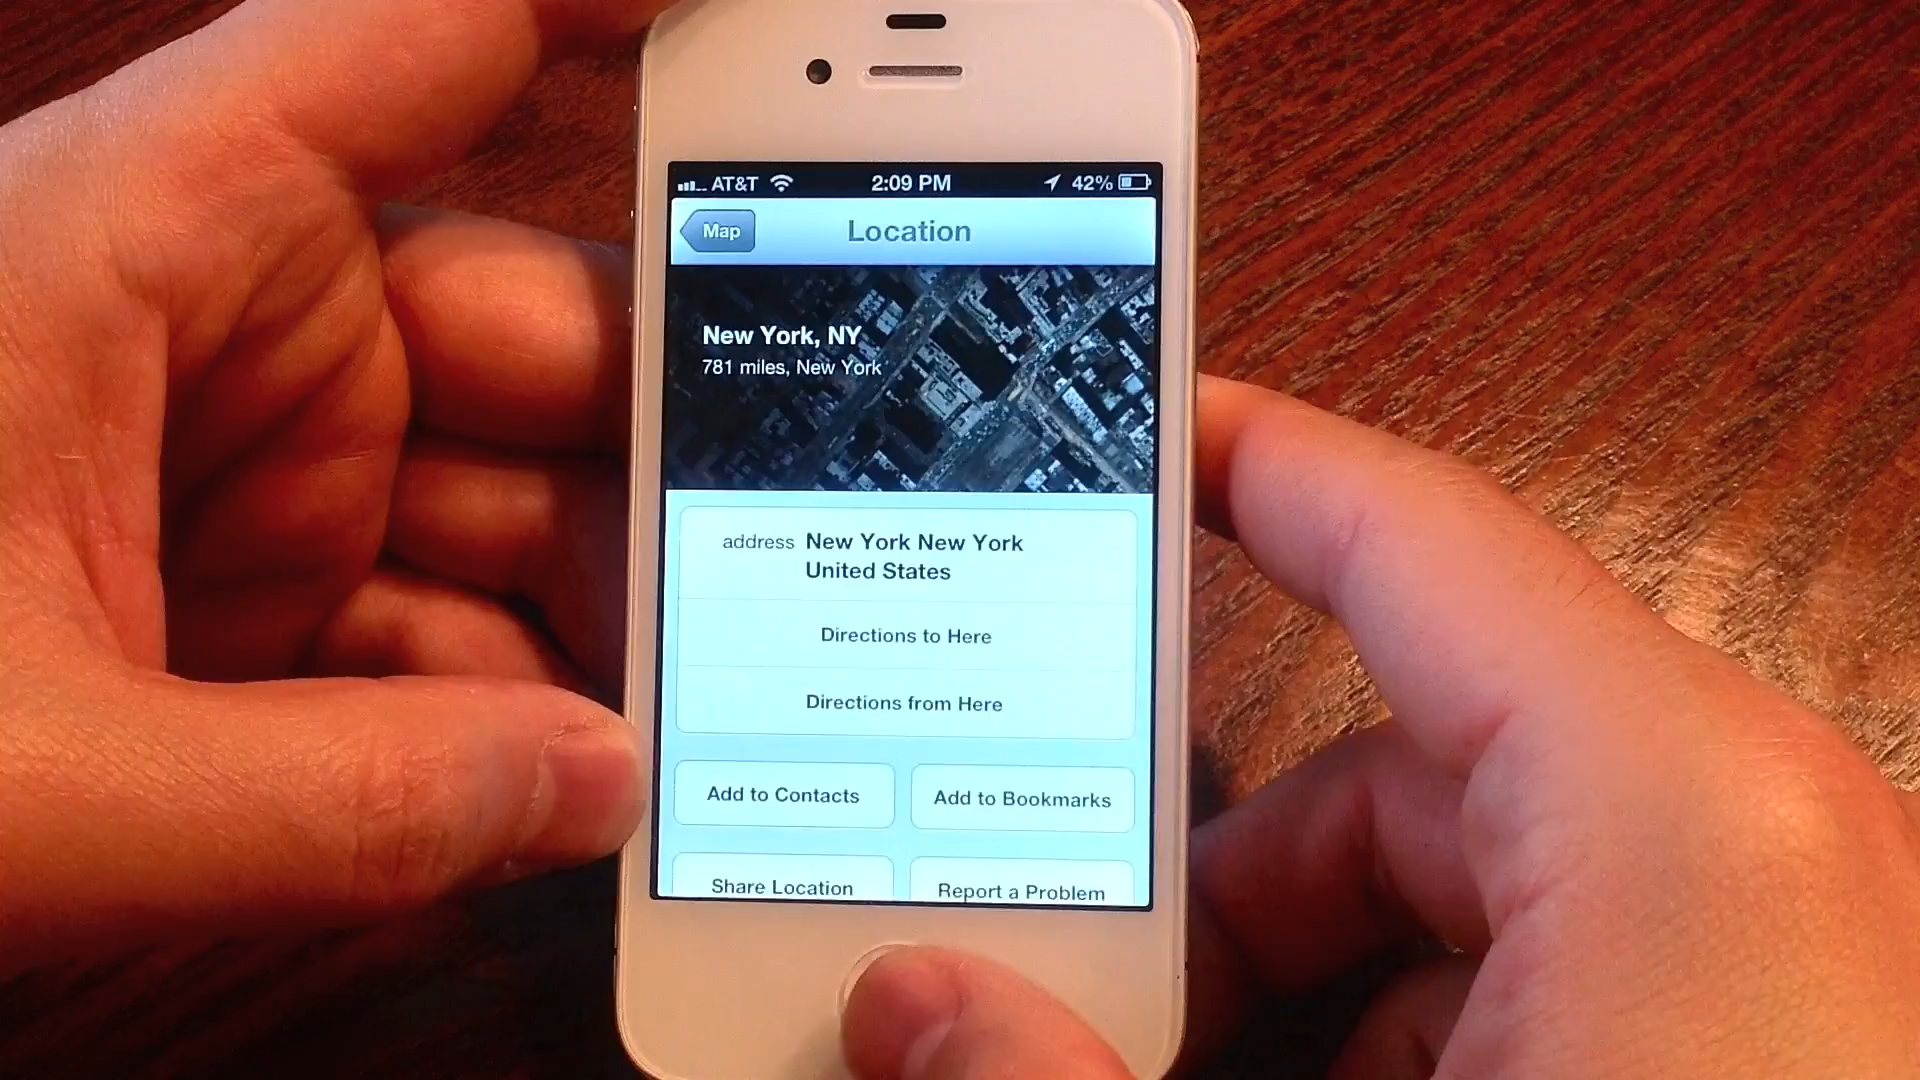 AT&T 2:09 PM 42%
Map Location
New York, NY
781 miles, New York
address New York New York
United States
Directions to Here
Directions from Here
Add to Contacts Add to Bookmarks
Share Location Report a Problem